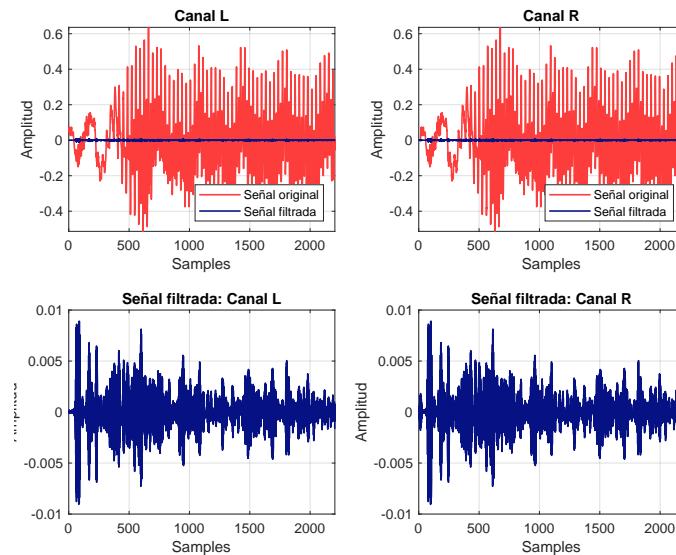 Canal L
0.6
0.4
0.2
0
-0.2
-0.4
Amplitud
Señal original
Señal filtrada
0
500
1000
1500
2000
Samples
Canal R
0.6
0.4
0.2
0
-0.2
-0.4
Amplitud
Señal original
Señal filtrada
0
500
1000
1500
2000
Samples
Señal filtrada: Canal L
0.01
0.005
0
-0.005
-0.01
Amplitud
0
500
1000
1500
2000
Samples
Señal filtrada: Canal R
0.01
0.005
0
-0.005
-0.01
Amplitud
0
500
1000
1500
2000
Samples